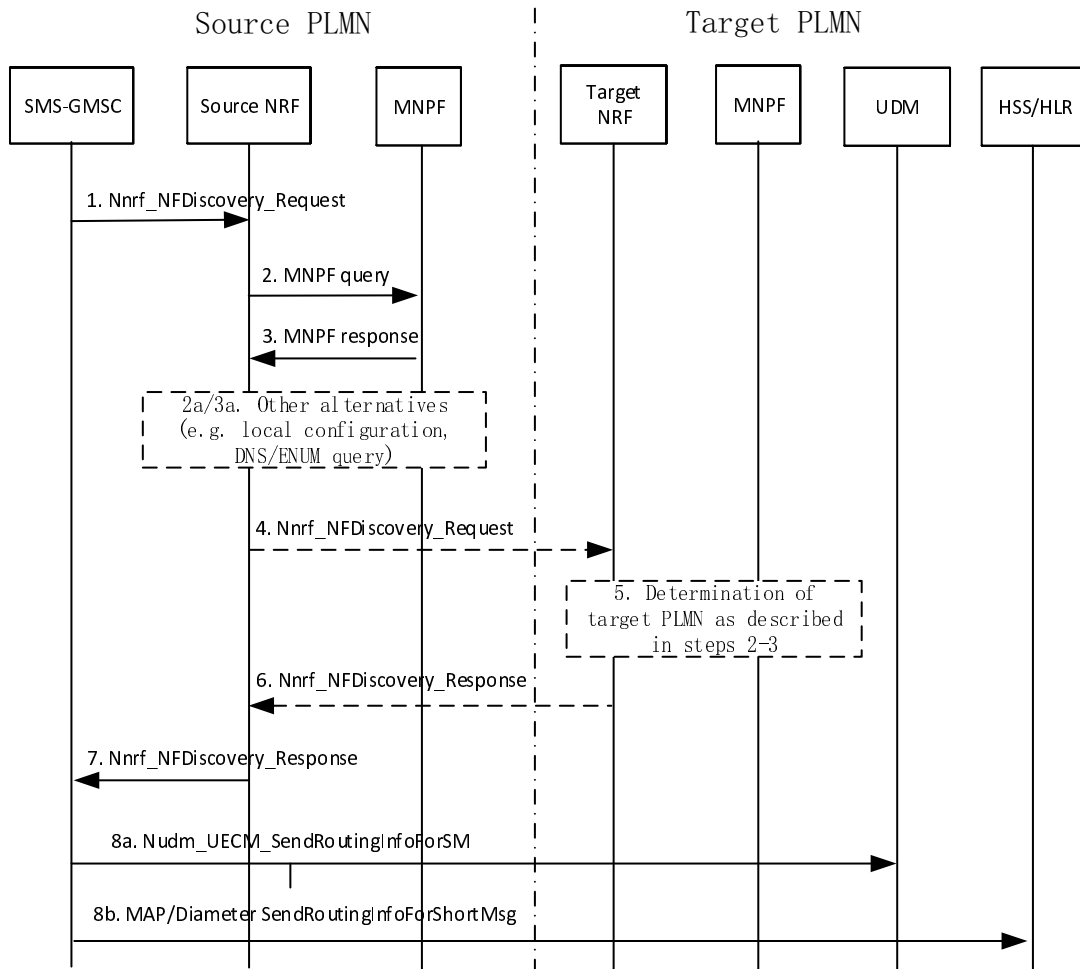 Source PLMN
Target PLMN
SMS-GMSC
Source NRF
MNPF
Target
NRF
MNPF
UDM
HSS/HLR
1. Nnrf_NFDiscovery_Request
2. MNPF query
3. MNPF response
2a/3a. Other alternatives
(e.g. local configuration,
DNS/ENUM query)
4. Nnrf_NFDiscovery_Request
5. Determination of
target PLMN as described
in steps 2-3
6. Nnrf_NFDiscovery_Response
7. Nnrf_NFDiscovery_Response
8a. Nudm_UECM_SendRoutingInfoForSM
8b. MAP/Diameter SendRoutingInfoForShortMsg